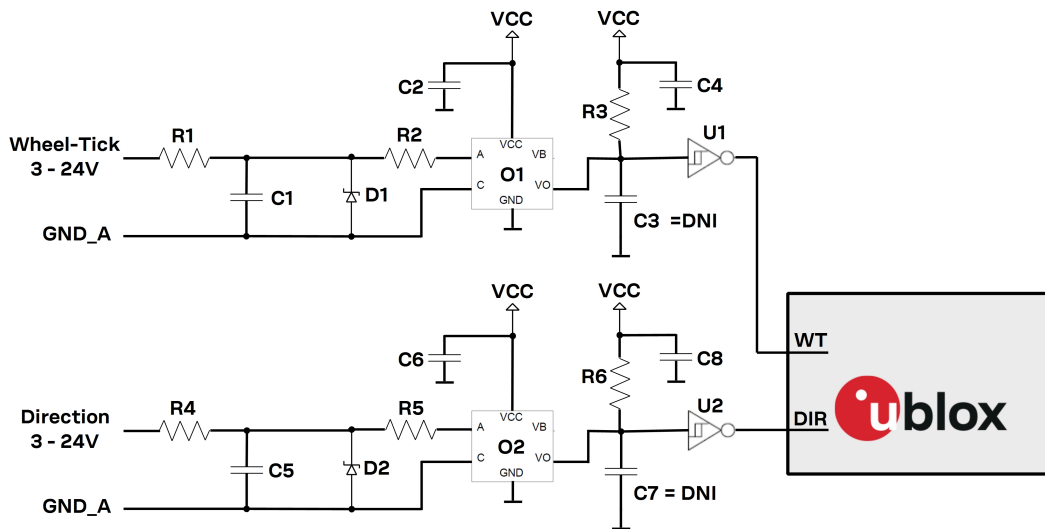 VCC
VCC
C2
C4
R3
U1
Wheel-Tick
3 - 24V
R1
R2
VCC
A
VB
O1
C
VO
GND
C1
D1
C3 =DNI
GND_A
VCC
VCC
C6
C8
R6
U2
WT
Direction
3 - 24V
R4
R5
VCC
A
VB
O2
C
VO
GND
C5
D2
C7 = DNI
DIR
ublox
GND_A